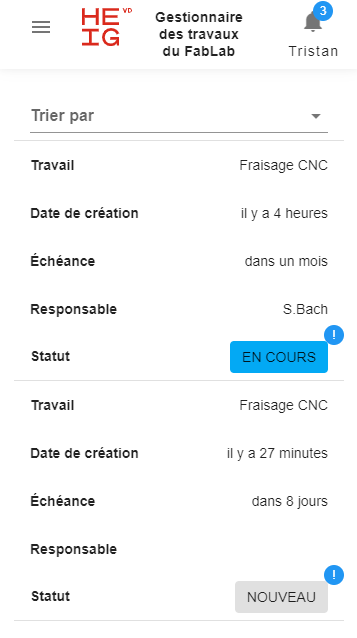 HE VD
IG
Gestionnaire
des travaux
du FabLab
3
Tristan
Trier par
Travail Fraisage CNC
Date de création il y a 4 heures
Échéance dans un mois
Responsable S.Bach
!
Statut EN COURS
Travail Fraisage CNC
Date de création il y a 27 minutes
Échéance dans 8 jours
Responsable
!
Statut NOUVEAU